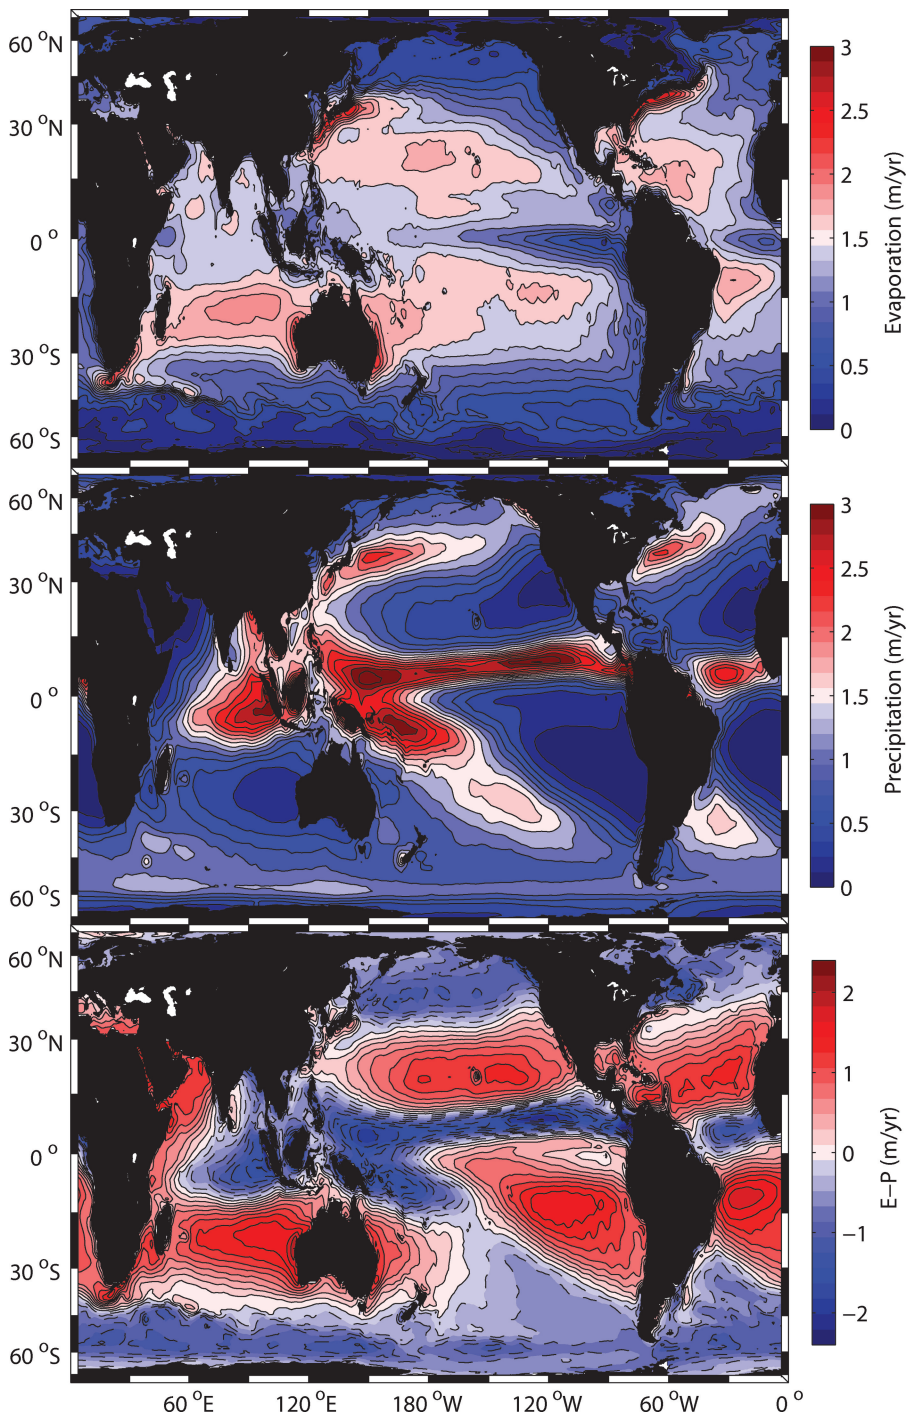 60 °N
30 °N
0 °
30 °S
60 °S
3
2.5
2
1.5
1
0.5
0
Evaporation (m/yr)
60 °N
30 °N
0 °
30 °S
60 °S
3
2.5
2
1.5
1
0.5
0
Precipitation (m/yr)
60 °N
30 °N
0 °
30 °S
60 °S
2
1
0
−1
−2
E−P (m/yr)
60 °E 120 °E 180 °W 120 °W 60 °W 0 °